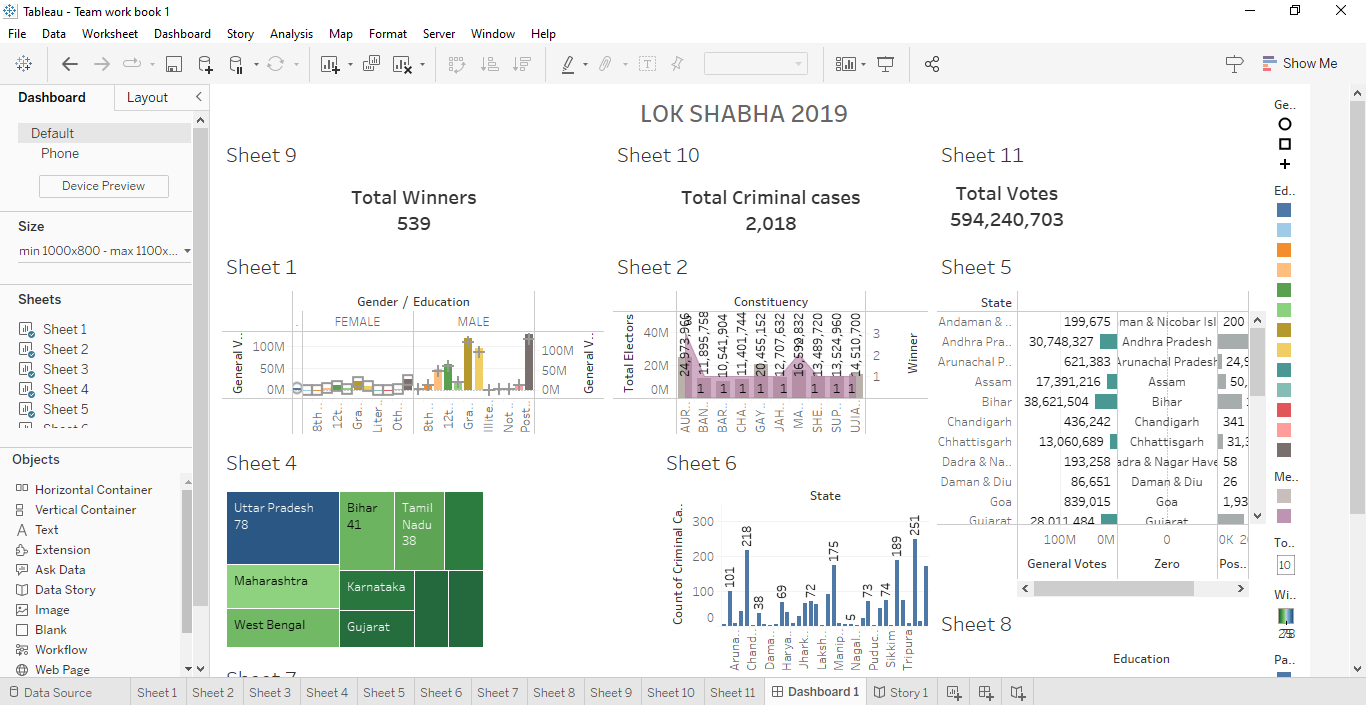 Tableau - Team work book 1
File Data Worksheet Dashboard Story Analysis Map Format Server Window Help
Show Me
Dashboard Layout
Default
Phone
Device Preview
Size
min 1000x800 - max 1100x...
Sheets
Sheet 1
Sheet 2
Sheet 3
Sheet 4
Sheet 5
Objects
Horizontal Container
Vertical Container
Text
Extension
Ask Data
Data Story
Image
Blank
Workflow
Web Page
LOK SHABHA 2019
Sheet 9
Total Winners
539
Sheet 10
Total Criminal cases
2,018
Sheet 11
Total Votes
594,240,703
Sheet 1
Gender / Education
FEMALE MALE
General V..
100M
50M
0M
100M
50M
0M
General V..
8th .. 12t.. Gra.. Liter.. Oth.. 8th .. 12t.. Gra.. Illite.. Not .. Post..
Sheet 2
Constituency
Total Electors
40M
20M
0M
24,973,966 11,895,758 10,541,904 11,401,744 20,455,152 12,707,632 16,592,832 13,489,720 13,524,960 14,510,700
1 1 1 1 1 1 1 1
3
2
1
Winner
AUR.. BAN.. BAR.. CHA.. GAY.. JAH.. MA.. SHE.. SUP.. UJIA..
Sheet 5
State
Andaman & .. 199,675 man & Nicobar Isl 200
Andhra Pra.. 30,748,327 Andhra Pradesh
Arunachal P.. 621,383 Arunachal Pradesh 24,9
Assam 17,391,216 Assam 50,
Bihar 38,621,504 Bihar
Chandigarh 436,242 Chandigarh 341
Chhattisgarh 13,060,689 Chhattisgarh 31,3
Dadra & Na.. 193,258 adra & Nagar Have 58
Daman & Diu 86,651 Daman & Diu 26
Goa 839,015 Goa 1,93
Gujarat 28,011,484 Gujarat
100M 0M 0 0K
General Votes Zero Pos..
Sheet 4
Uttar Pradesh
78
Bihar
41
Tamil
Nadu
38
Maharashtra
Karnataka
West Bengal
Gujarat
Sheet 6
State
Count of Criminal Ca..
300
200
100
0
101 218 38 69 72 175 5 73 74 189 251
Aruna.. Chand.. Dama.. Harya.. Jhark.. Laksh.. Manip.. Nagal.. Puduc.. Sikkim Tripura
Sheet 8
Education
Ge..
Ed..
Me..
To..
10
Wi..
Pa..
Data Source Sheet 1 Sheet 2 Sheet 3 Sheet 4 Sheet 5 Sheet 6 Sheet 7 Sheet 8 Sheet 9 Sheet 10 Sheet 11 Dashboard 1 Story 1